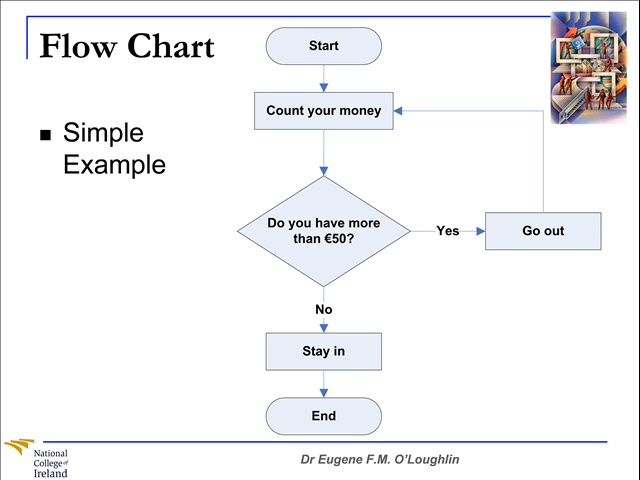 Flow Chart
Simple
Example
Start
Count your money
Do you have more
than €50?
Yes
Go out
No
Stay in
End
National
College of
Ireland
Dr Eugene F.M. O'Loughlin